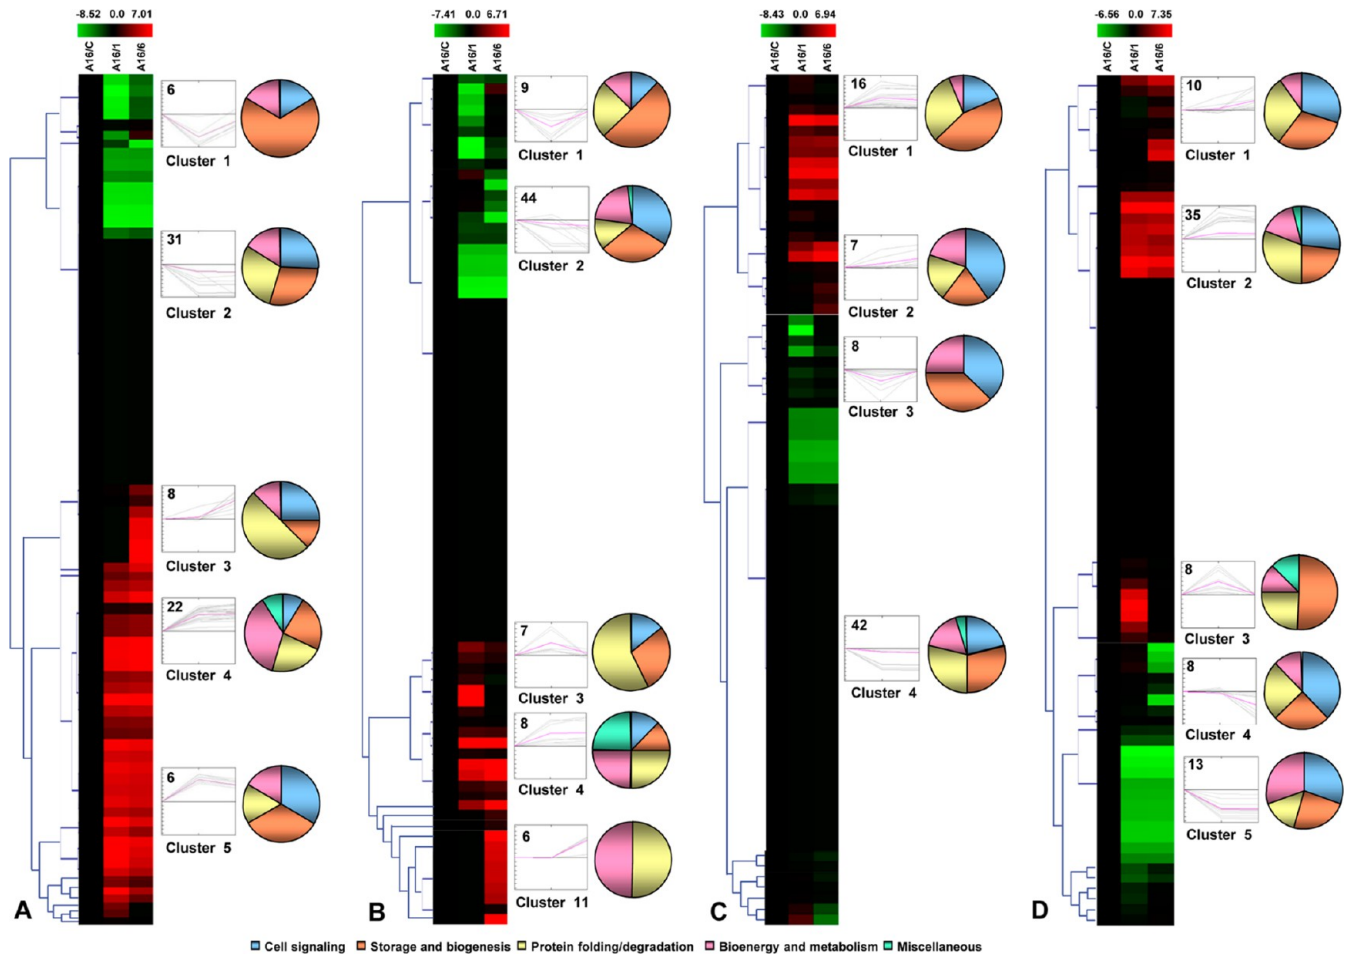 -8.52 0.0 7.01
A16/C
A16/1
A16/6
6
Cluster 1
31
Cluster 2
8
Cluster 3
22
Cluster 4
6
Cluster 5
A
-7.41 0.0 6.71
A16/C
A16/1
A16/6
9
Cluster 1
44
Cluster 2
7
Cluster 3
8
Cluster 4
6
Cluster 11
B
-8.43 0.0 6.94
A16/C
A16/1
A16/6
16
Cluster 1
7
Cluster 2
8
Cluster 3
42
Cluster 4
C
-6.56 0.0 7.35
A16/C
A16/1
A16/6
10
Cluster 1
35
Cluster 2
8
Cluster 3
8
Cluster 4
13
Cluster 5
D
Cell signaling Storage and biogenesis Protein folding/degradation Bioenergy and metabolism Miscellaneous